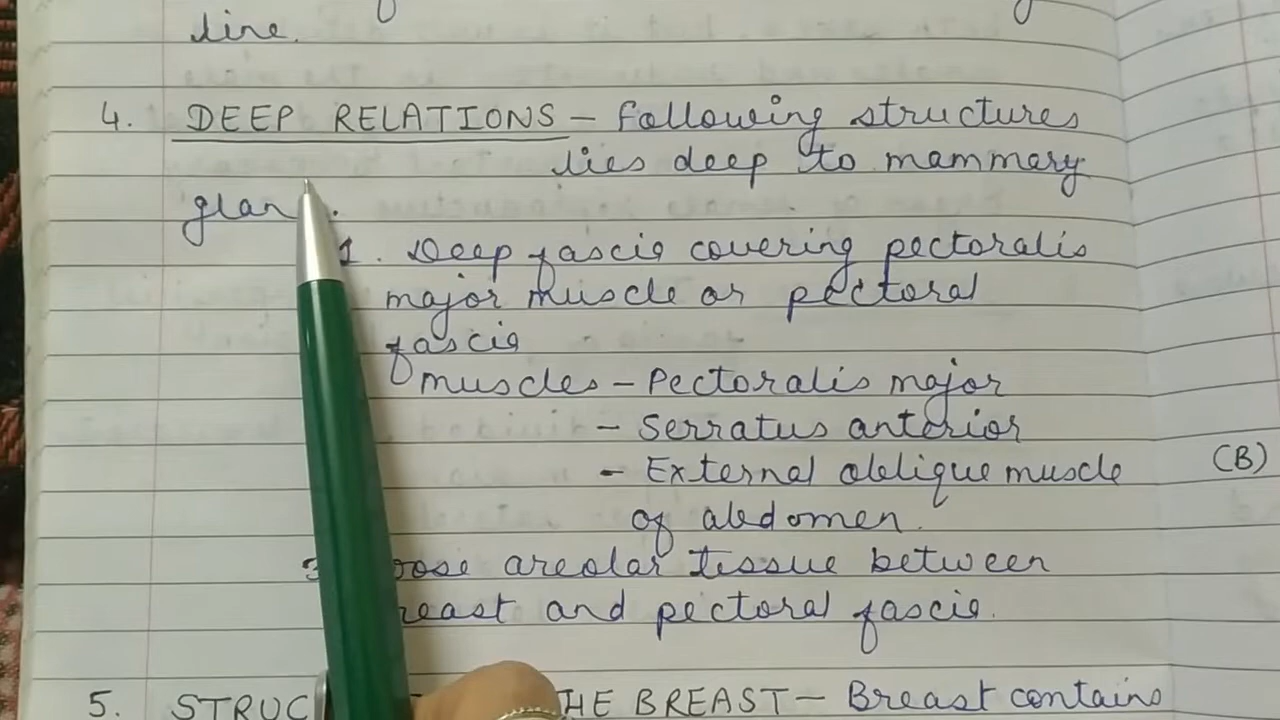 line.
4. DEEP RELATIONS - following structures
lies deep to mammary
glan .
1. Deep fascia covering pectoralis
major muscle or pectoral
fascia
muscles - Pectoralis major
- Serratus anterior
- External oblique muscle (B)
of abdomen.
oose areolar tissue between
reast and pectoral fascia.
5. STRUC THE BREAST - Breast contains